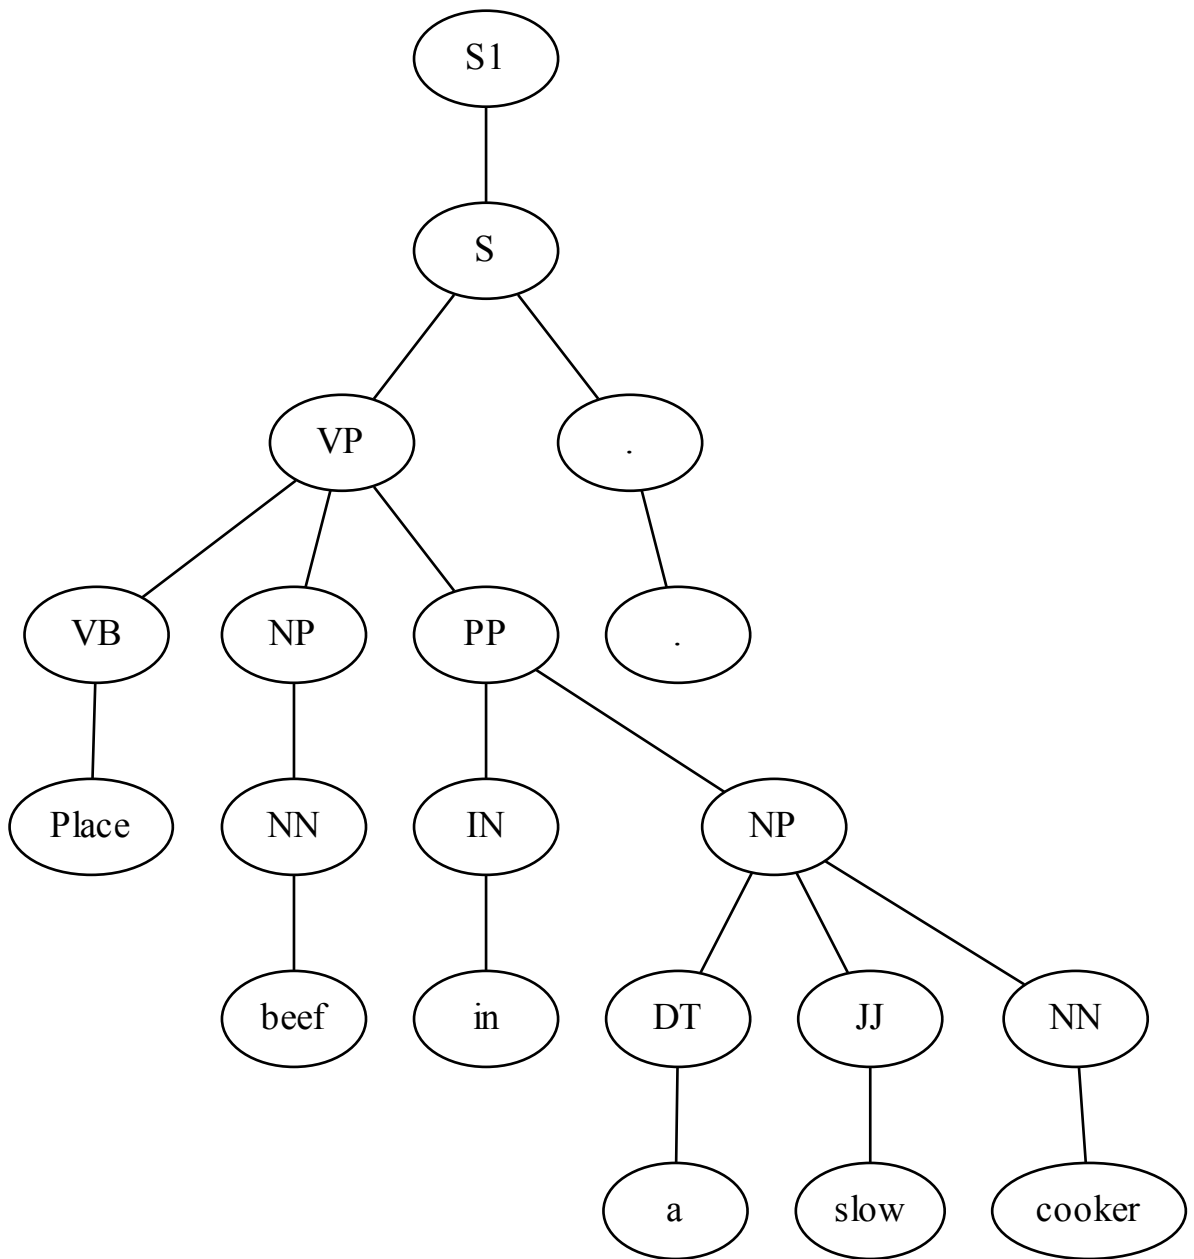 S1
S
VP .
VB NP PP .
Place NN IN NP
beef in DT JJ NN
a slow cooker